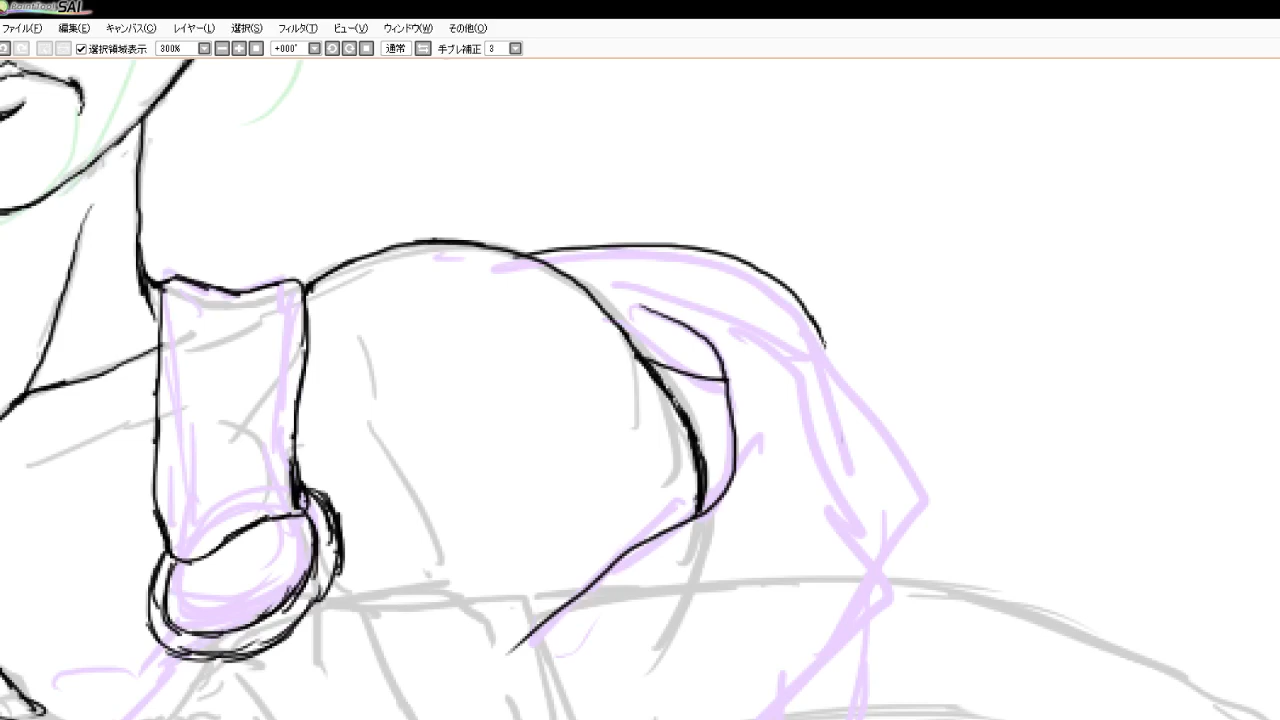 PaintTool SAI
ファイル(F) 編集(E) キャンバス(C) レイヤー(L) 選択(S) フィルタ(T) ビュー(V) ウィンドウ(W) その他(O)
選択領域表示 300% +000° 通常 手ブレ補正 3